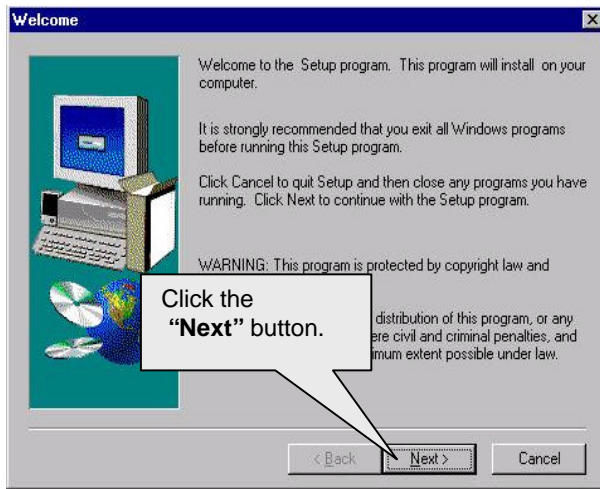 Welcome
Welcome to the Setup program. This program will install on your
computer.
It is strongly recommended that you exit all Windows programs
before running this Setup program.
Click Cancel to quit Setup and then close any programs you have
running. Click Next to continue with the Setup program.
WARNING: This program is protected by copyright law and
Click the
“Next” button.
distribution of this program, or any
ere civil and criminal penalties, and
imum extent possible under law.
< Back
Next >
Cancel